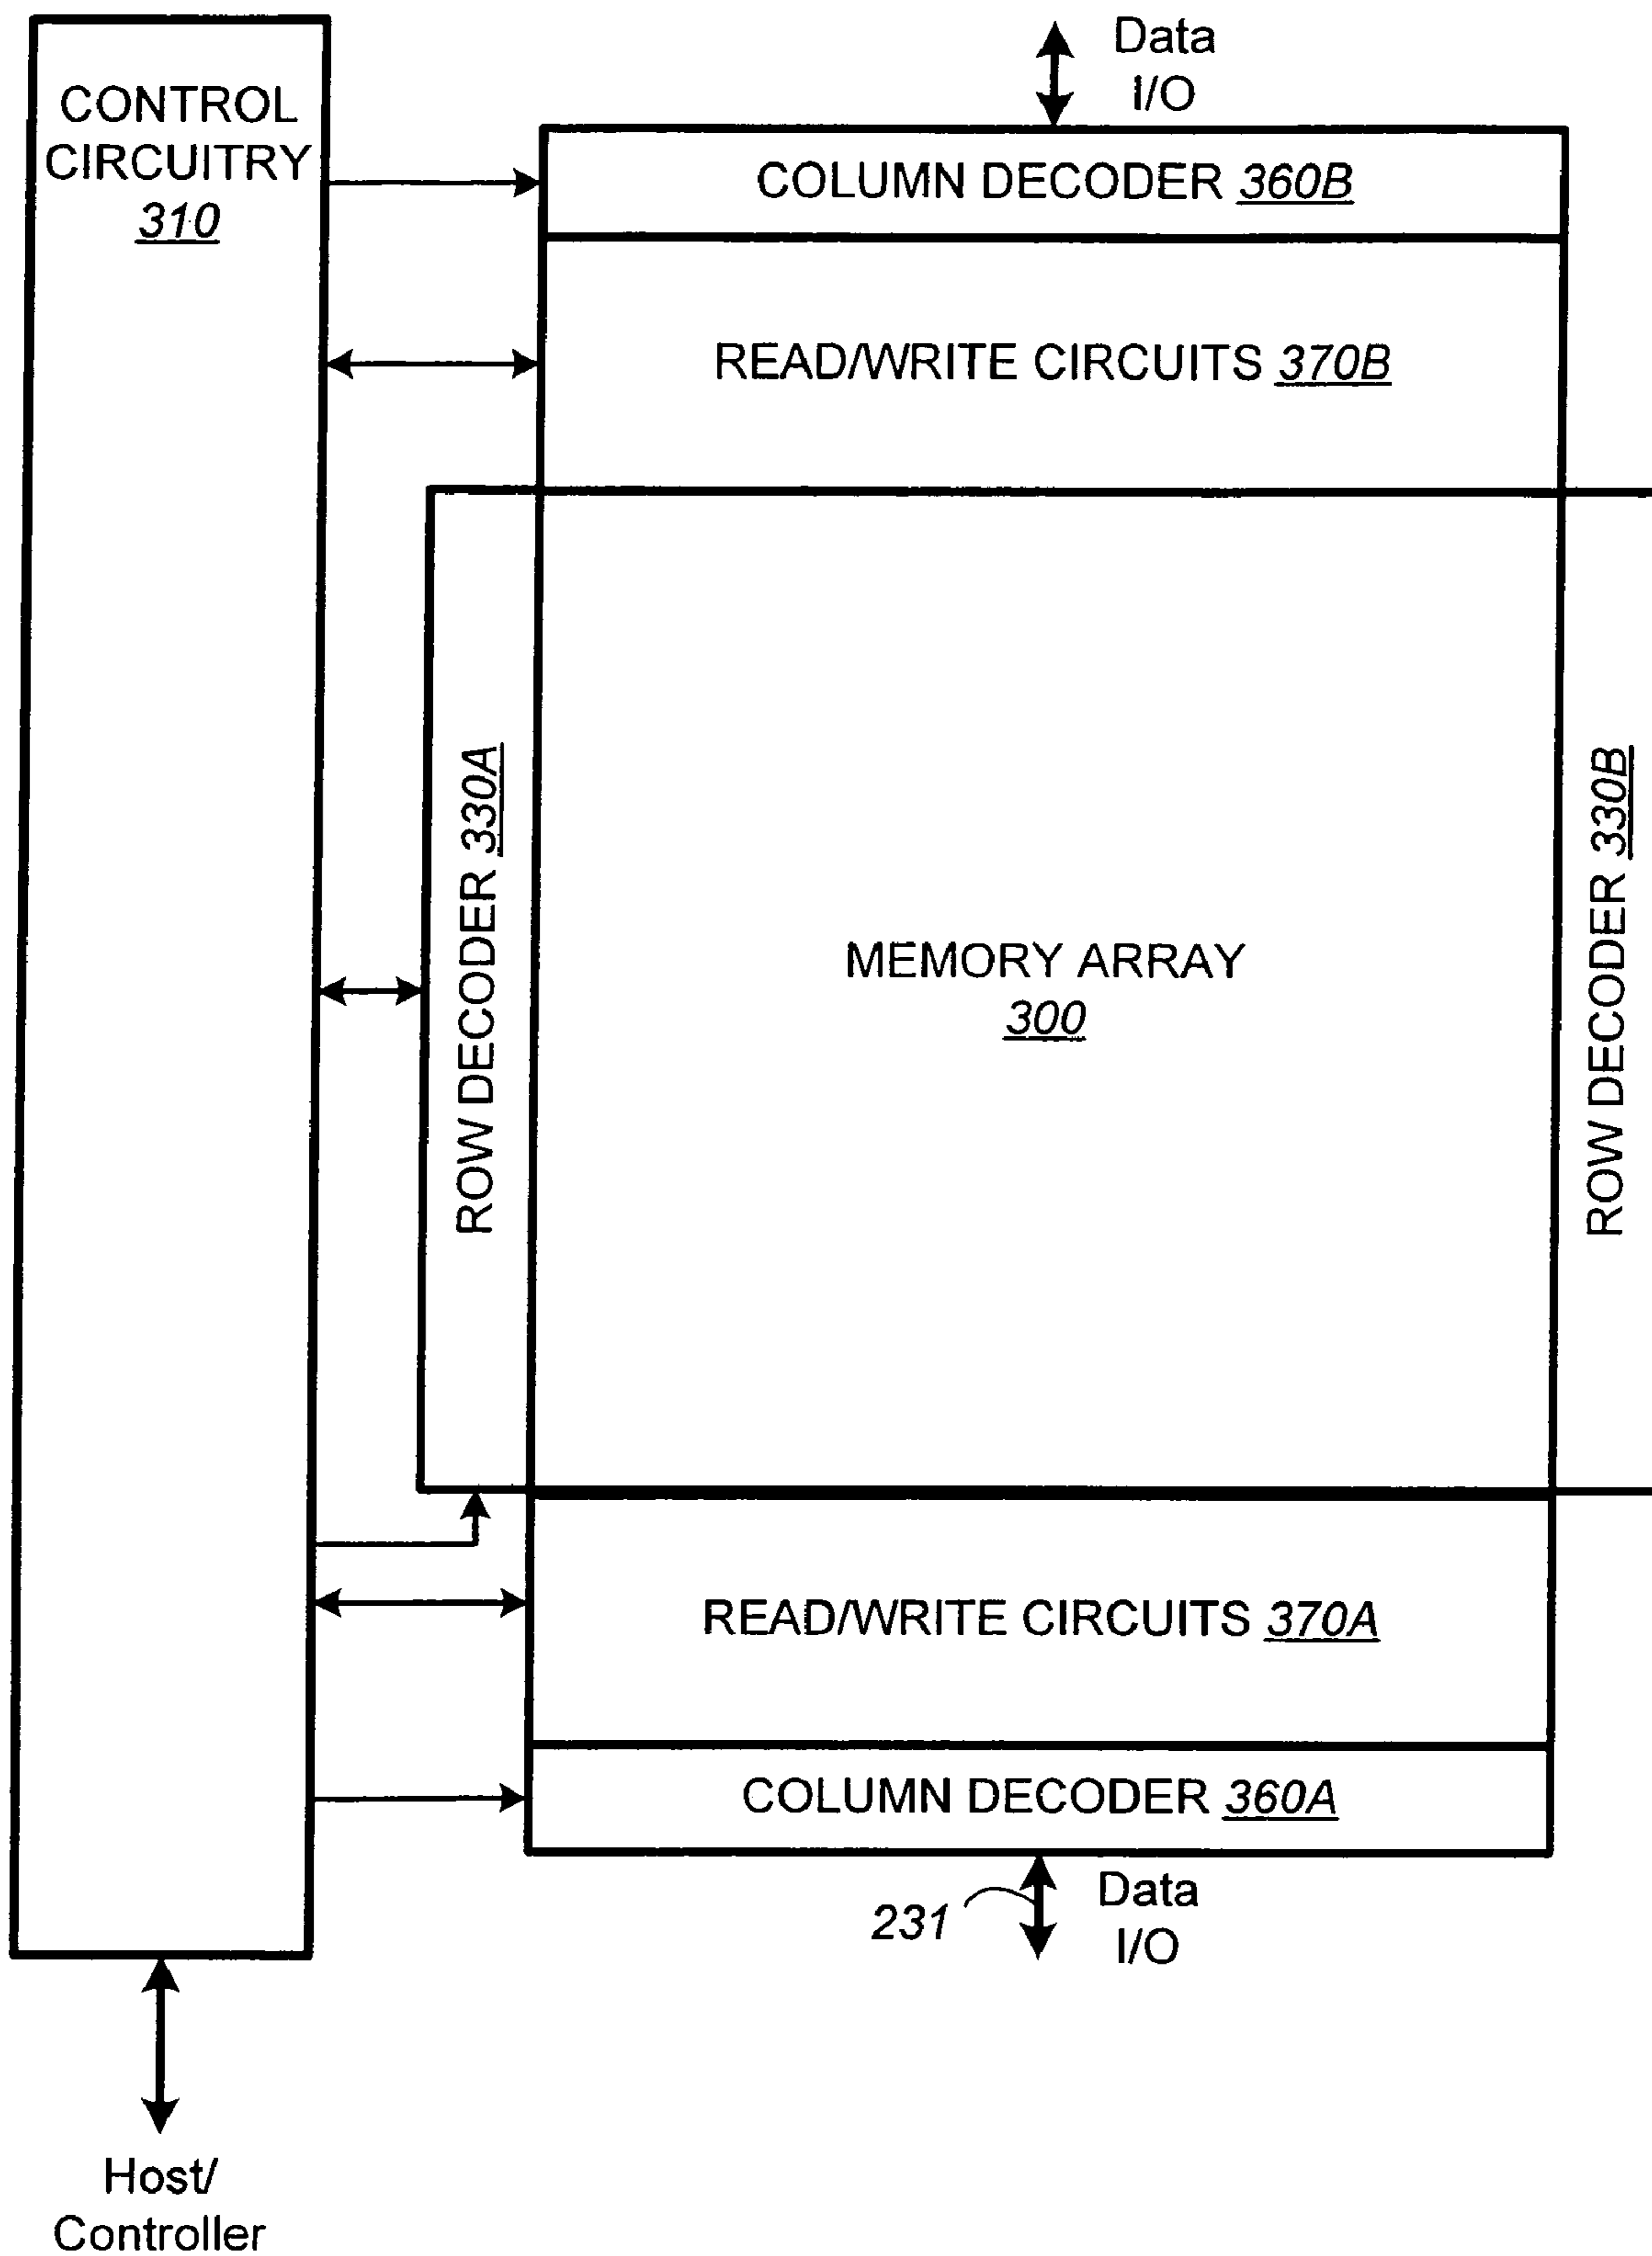 Data
I/O
CONTROL
CIRCUITRY
310
COLUMN DECODER 360B
READ/WRITE CIRCUITS 370B
ROW DECODER 330A
MEMORY ARRAY
300
ROW DECODER 330B
READ/WRITE CIRCUITS 370A
COLUMN DECODER 360A
231
Data
I/O
Host/
Controller